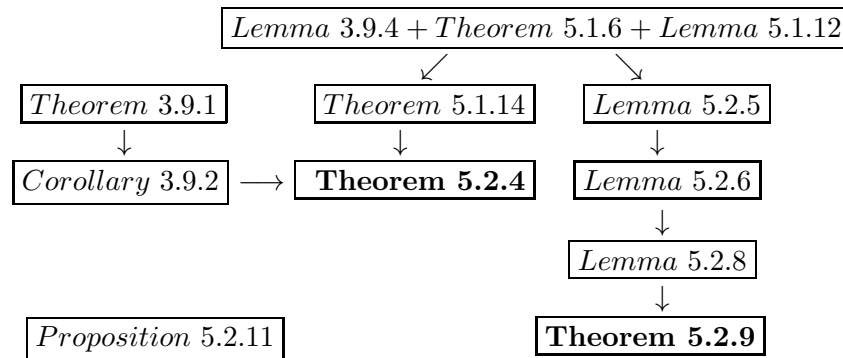 Lemma 3.9.4 + Theorem 5.1.6 + Lemma 5.1.12
Theorem 3.9.1 Theorem 5.1.14 Lemma 5.2.5
Corollary 3.9.2 Theorem 5.2.4 Lemma 5.2.6
Lemma 5.2.8
Proposition 5.2.11 Theorem 5.2.9